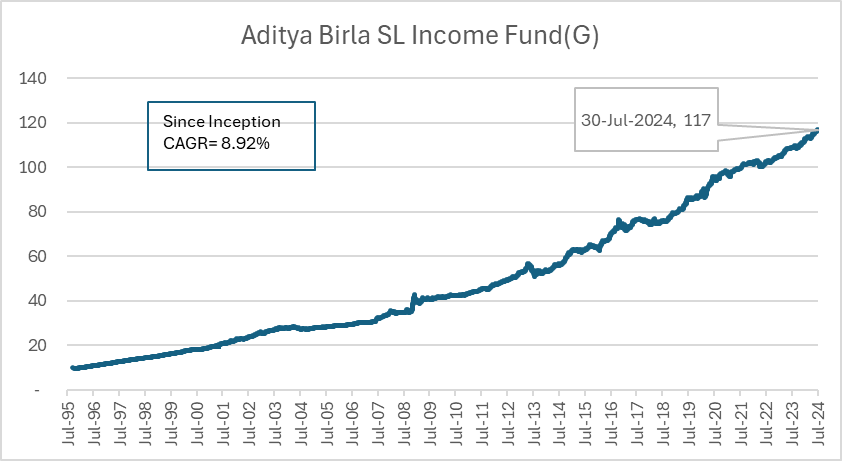 Aditya Birla SL Income Fund(G)
140
120
100
80
60
40
20
-
Since Inception
CAGR= 8.92%
30-Jul-2024, 117
Jul-95
Jul-96
Jul-97
Jul-98
Jul-99
Jul-00
Jul-01
Jul-02
Jul-03
Jul-04
Jul-05
Jul-06
Jul-07
Jul-08
Jul-09
Jul-10
Jul-11
Jul-12
Jul-13
Jul-14
Jul-15
Jul-16
Jul-17
Jul-18
Jul-19
Jul-20
Jul-21
Jul-22
Jul-23
Jul-24